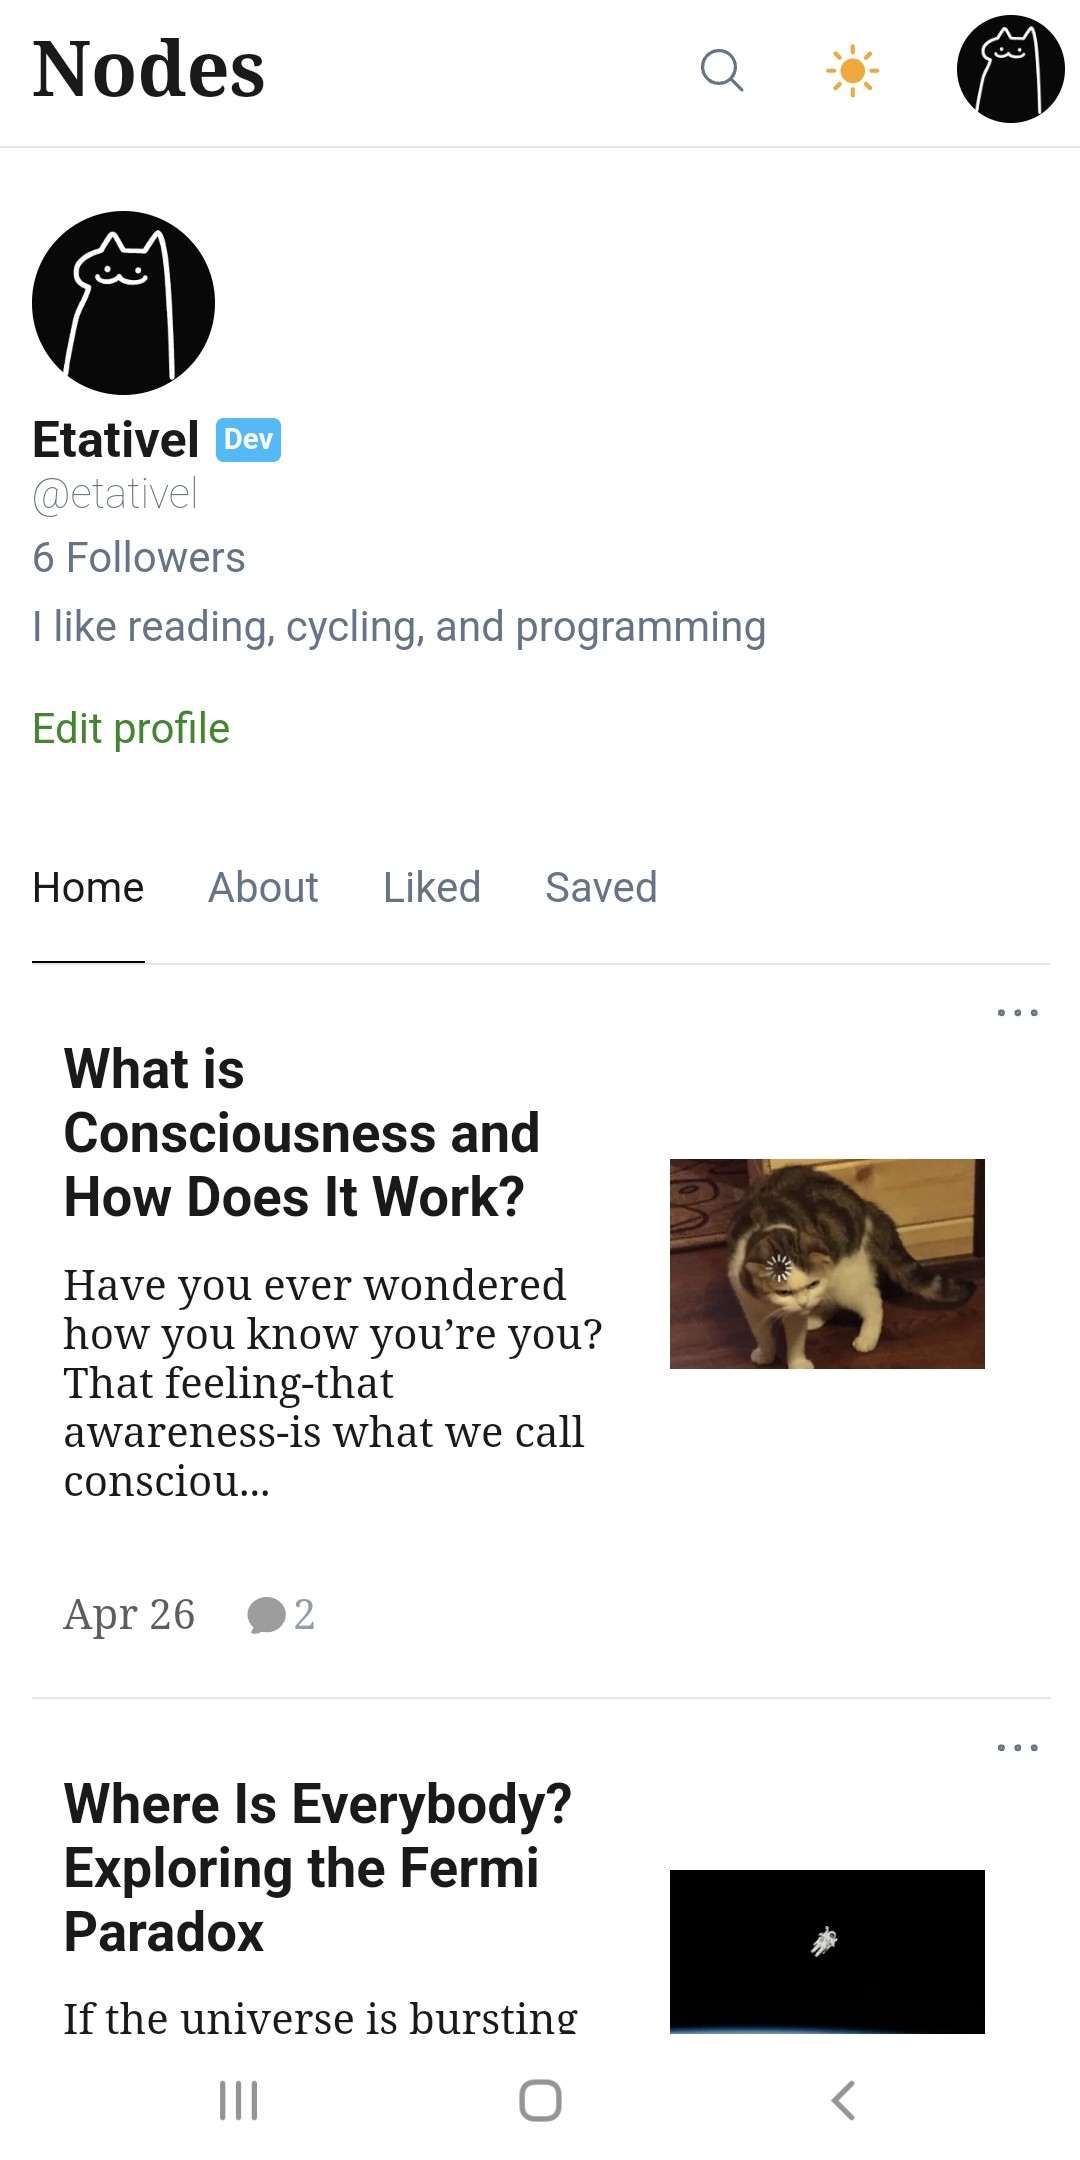 Nodes
Etativel Dev
@etativel
6 Followers
I like reading, cycling, and programming
Edit profile
Home About Liked Saved
What is
Consciousness and
How Does It Work?
Have you ever wondered
how you know you’re you?
That feeling-that
awareness-is what we call
consciou...
Apr 26 2
Where Is Everybody?
Exploring the Fermi
Paradox
If the universe is bursting